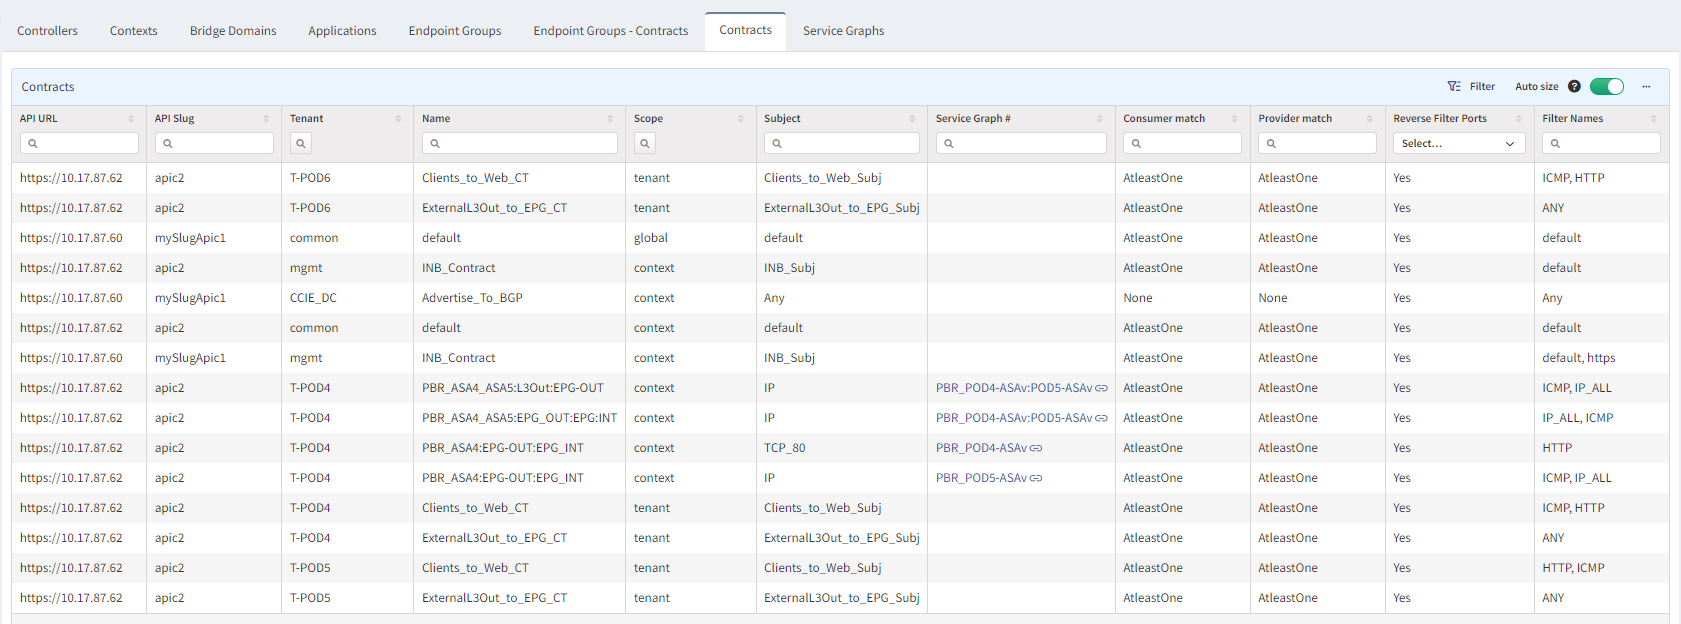 Controllers Contexts Bridge Domains Applications Endpoint Groups Endpoint Groups - Contracts Contracts Service Graphs
Contracts Filter Auto size ? ...
API URL API Slug Tenant Name Scope Subject Service Graph # Consumer match Provider match Reverse Filter Ports Filter Names
Select...
https://10.17.87.62 apic2 T-POD6 Clients_to_Web_CT tenant Clients_to_Web_Subj AtleastOne AtleastOne Yes ICMP, HTTP
https://10.17.87.62 apic2 T-POD6 ExternalL3Out_to_EPG_CT tenant ExternalL3Out_to_EPG_Subj AtleastOne AtleastOne Yes ANY
https://10.17.87.60 mySlugApic1 common default global default AtleastOne AtleastOne Yes default
https://10.17.87.62 apic2 mgmt INB_Contract context INB_Subj AtleastOne AtleastOne Yes default
https://10.17.87.60 mySlugApic1 CCIE_DC Advertise_To_BGP context Any None None Yes Any
https://10.17.87.62 apic2 common default context default AtleastOne AtleastOne Yes default
https://10.17.87.60 mySlugApic1 mgmt INB_Contract context INB_Subj AtleastOne AtleastOne Yes default, https
https://10.17.87.62 apic2 T-POD4 PBR_ASA4_ASA5:L3Out:EPG-OUT context IP PBR_POD4-ASAv:POD5-ASAv AtleastOne AtleastOne Yes ICMP, IP_ALL
https://10.17.87.62 apic2 T-POD4 PBR_ASA4_ASA5:EPG_OUT:EPG:INT context IP PBR_POD4-ASAv:POD5-ASAv AtleastOne AtleastOne Yes IP_ALL, ICMP
https://10.17.87.62 apic2 T-POD4 PBR_ASA4:EPG-OUT:EPG_INT context TCP_80 PBR_POD4-ASAv AtleastOne AtleastOne Yes HTTP
https://10.17.87.62 apic2 T-POD4 PBR_ASA4:EPG-OUT:EPG_INT context IP PBR_POD5-ASAv AtleastOne AtleastOne Yes ICMP, IP_ALL
https://10.17.87.62 apic2 T-POD4 Clients_to_Web_CT tenant Clients_to_Web_Subj AtleastOne AtleastOne Yes ICMP, HTTP
https://10.17.87.62 apic2 T-POD4 ExternalL3Out_to_EPG_CT tenant ExternalL3Out_to_EPG_Subj AtleastOne AtleastOne Yes ANY
https://10.17.87.62 apic2 T-POD5 Clients_to_Web_CT tenant Clients_to_Web_Subj AtleastOne AtleastOne Yes HTTP, ICMP
https://10.17.87.62 apic2 T-POD5 ExternalL3Out_to_EPG_CT tenant ExternalL3Out_to_EPG_Subj AtleastOne AtleastOne Yes ANY